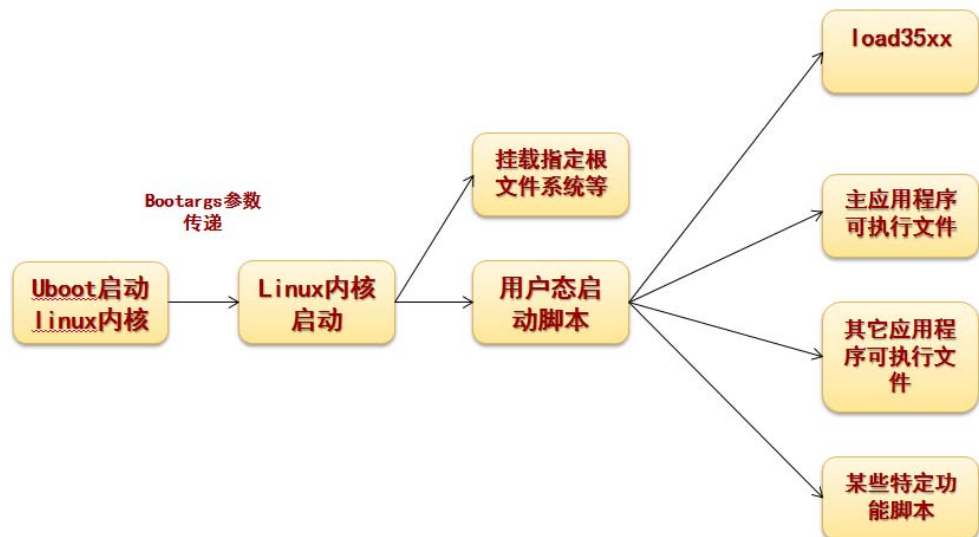 load35xx
挂载指定根
文件系统等
Bootargs参数
传递
主应用程序
可执行文件
Uboot启动
linux内核
Linux内核
启动
用户态启
动脚本
其它应用程
序可执行文
件
某些特定功
能脚本